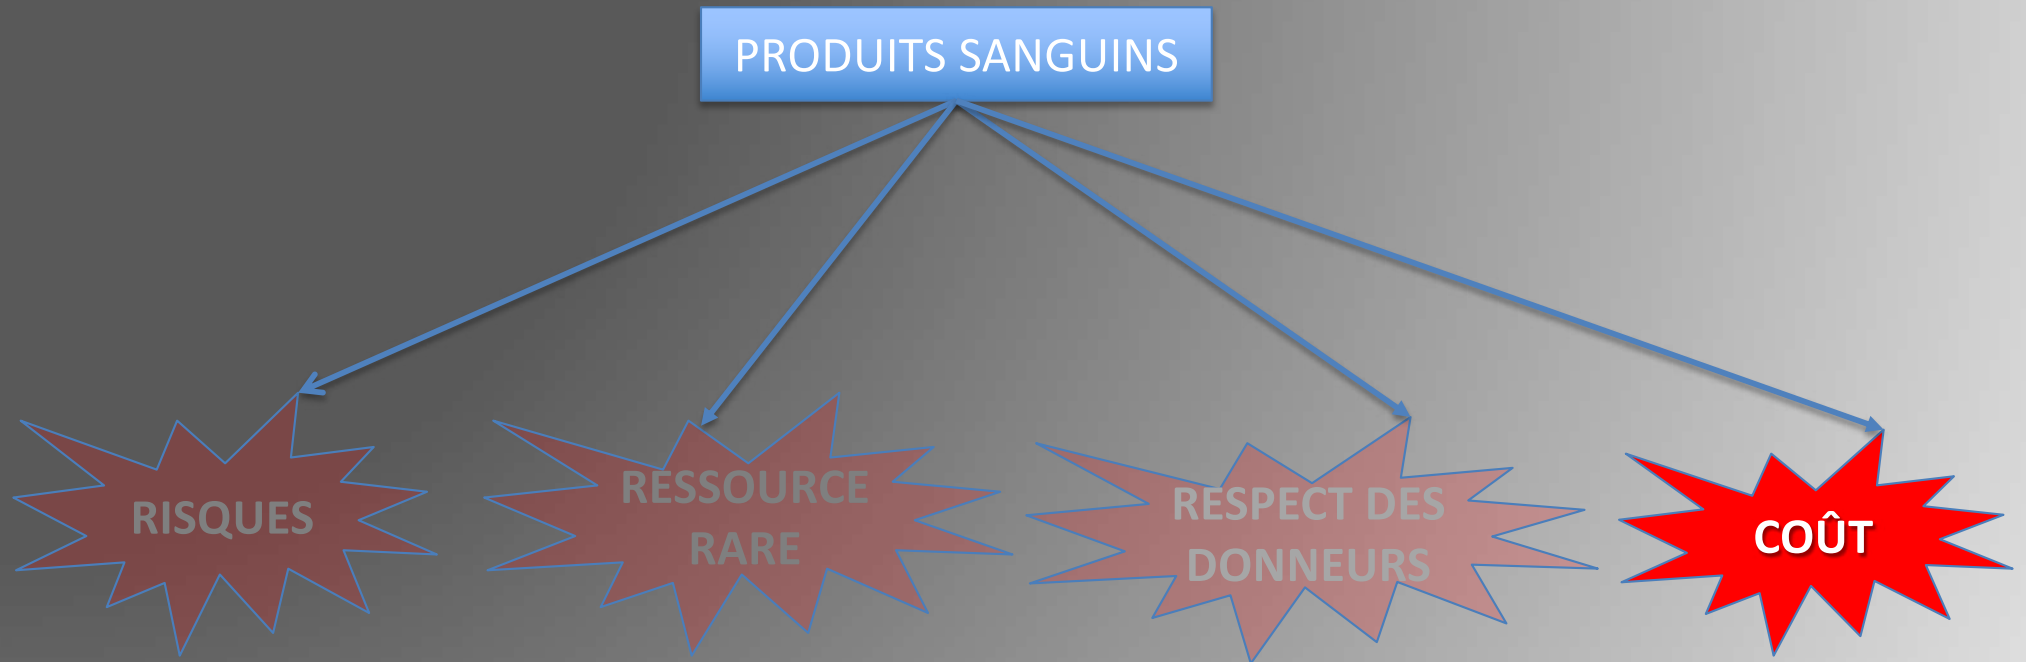 PRODUITS SANGUINS
RISQUES
RESSOURCE
RARE
RESPECT DES
DONNEURS
COÛT